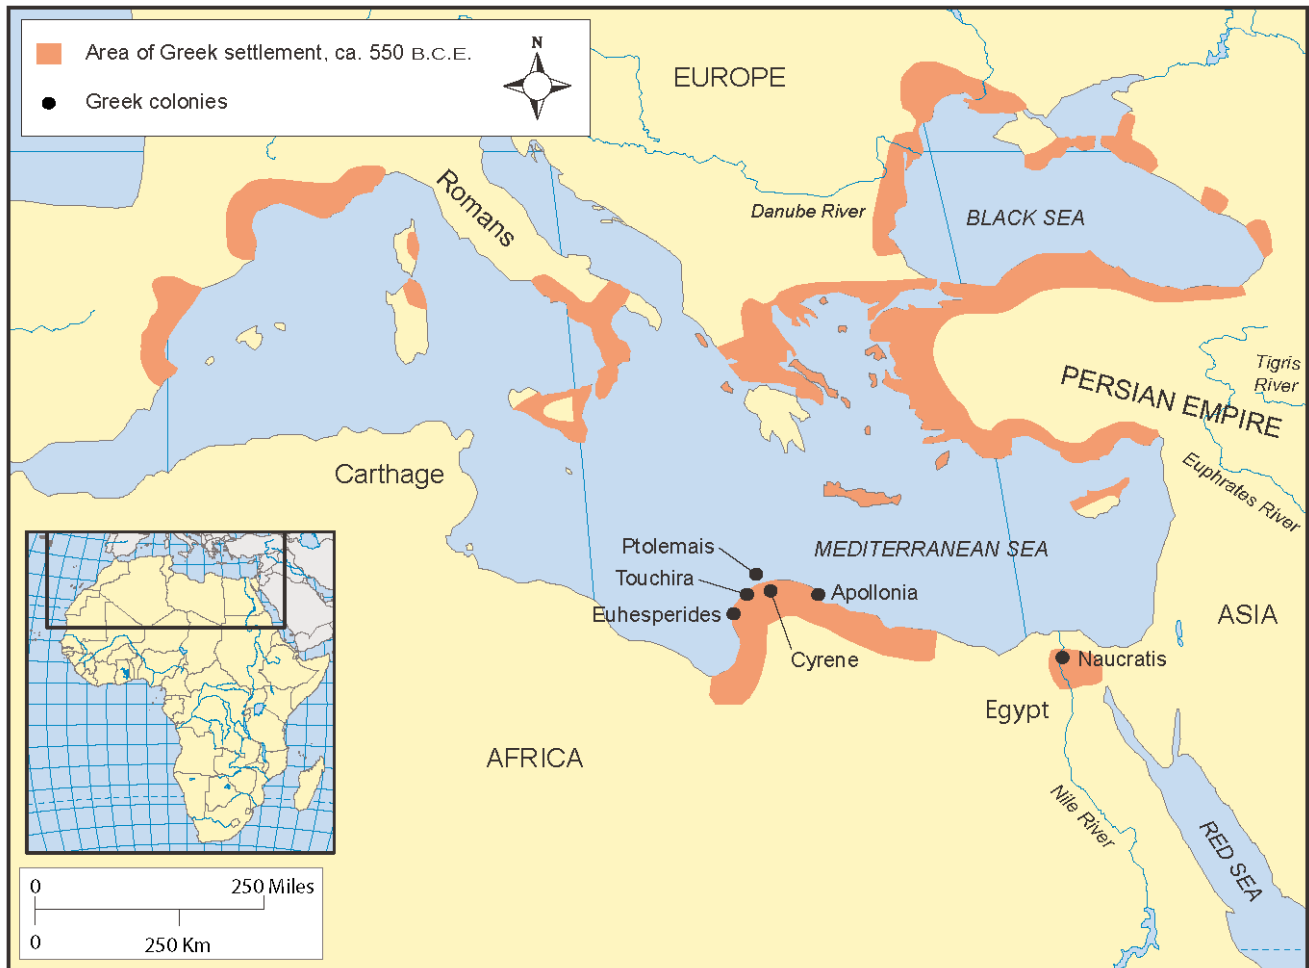 Area of Greek settlement, ca. 550 B.C.E.
Greek colonies
N
EUROPE
Romans
Danube River
BLACK SEA
Tigris
River
PERSIAN EMPIRE
Euphrates River
Carthage
MEDITERRANEAN SEA
Ptolemais
Touchira
Euhesperides
Apollonia
Cyrene
ASIA
Naucratis
Egypt
AFRICA
Nile River
RED SEA
0 250 Miles
0 250 Km